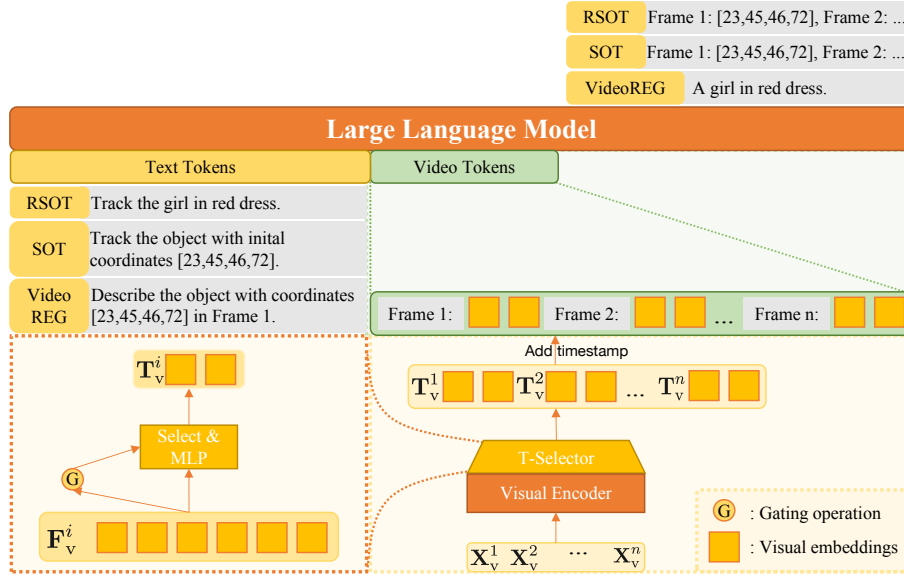 RSOT Frame 1: [23,45,46,72], Frame 2: ...
SOT Frame 1: [23,45,46,72], Frame 2: ...
VideoREG A girl in red dress.
Large Language Model
Text Tokens Video Tokens
RSOT Track the girl in red dress.
SOT Track the object with inital
coordinates [23,45,46,72].
Video REG Describe the object with coordinates
[23,45,46,72] in Frame 1.
Frame 1: Frame 2: ... Frame n:
Add timestamp
T_v^i
T_v^1 T_v^2 ... T_v^n
Select &
MLP
T-Selector
G
Visual Encoder
F_v^i
X_v^1 X_v^2 ... X_v^n
G : Gating operation
: Visual embeddings